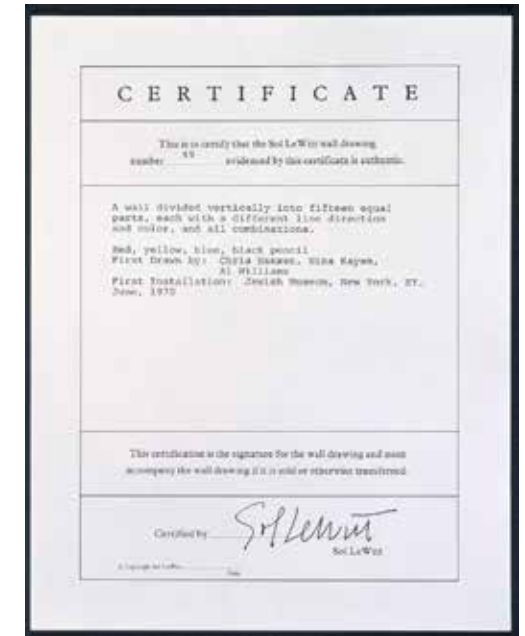 CERTIFICATE
This is to certify that the Sol LeWitt wall drawing
number 49 evidenced by this certificate is authentic.
A wall divided vertically into fifteen equal
parts, each with a different line direction
and color, and all combinations.
Red, yellow, blue, black pencil
First Drawn by: Chris Hansen, Nina Kayem,
Al Williams
First Installation: Jewish Museum, New York, NY.
June, 1970
This certification is the signature for the wall drawing and must
accompany the wall drawing if it is sold or otherwise transferred.
Certified by Sol LeWitt
Sol LeWitt